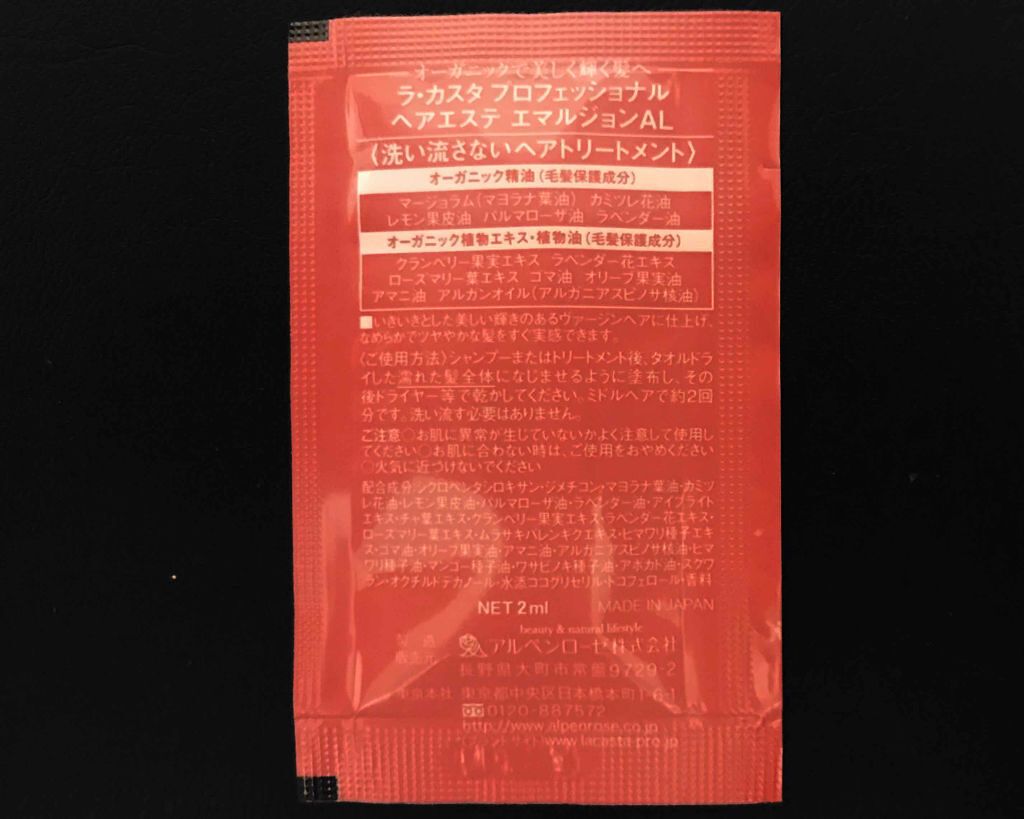 オーガニックで美しく輝く髪へ
ラ・カスタ プロフェッショナル
ヘアエステ エマルジョンAL
〈洗い流さないヘアトリートメント〉
オーガニック精油（毛髪保護成分）
マージョラム（マヨラナ葉油） カミツレ花油
レモン果皮油 パルマローザ油 ラベンダー油
オーガニック植物エキス・植物油（毛髪保護成分）
クランベリー果実エキス ラベンダー花エキス
ローズマリー葉エキス ゴマ油 オリーブ果実油
アマニ油 アルガンオイル（アルガニアスピノサ核油）
■いきいきとした美しい輝きのあるヴァージンヘアに仕上げ、
なめらかでツヤやかな髪をすぐ実感できます。
〈ご使用方法〉シャンプーまたはトリートメント後、タオルドラ
イした濡れた髪全体になじませるように塗布し、その
後ドライヤー等で乾かしてください。ミドルヘアで約2回
分です。洗い流す必要はありません。
ご注意○お肌に異常が生じていないかよく注意して使用し
てください○お肌に合わない時は、ご使用をおやめください
○火気に近づけないでください
配合成分:シクロペンタシロキサン・ジメチコン・マヨラナ葉油・カミツ
レ花油・レモン果皮油・パルマローザ油・ラベンダー油・アイブライト
エキス・チャ葉エキス・クランベリー果実エキス・ラベンダー花エキス・
ローズマリー葉エキス・ムラサキバレンギクエキス・ヒマワリ種子エキ
ス・ゴマ油・オリーブ果実油・アマニ油・アルガニアスピノサ核油・ヒマ
ワリ種子油・マンゴー種子油・ワサビノキ種子油・アボカド油・スクワ
ラン・オクチルドデカノール・水添ココグリセリル・トコフェロール・香料
NET 2ml MADE IN JAPAN
beauty & natural lifestyle
製造
販売元 アルペンローゼ株式会社
長野県大町市常盤9729-2
東京本社 東京都中央区日本橋本町1-6-1
0120-887572
http://www.alpenrose.co.jp
ブランドサイト www.lacasta-pro.jp